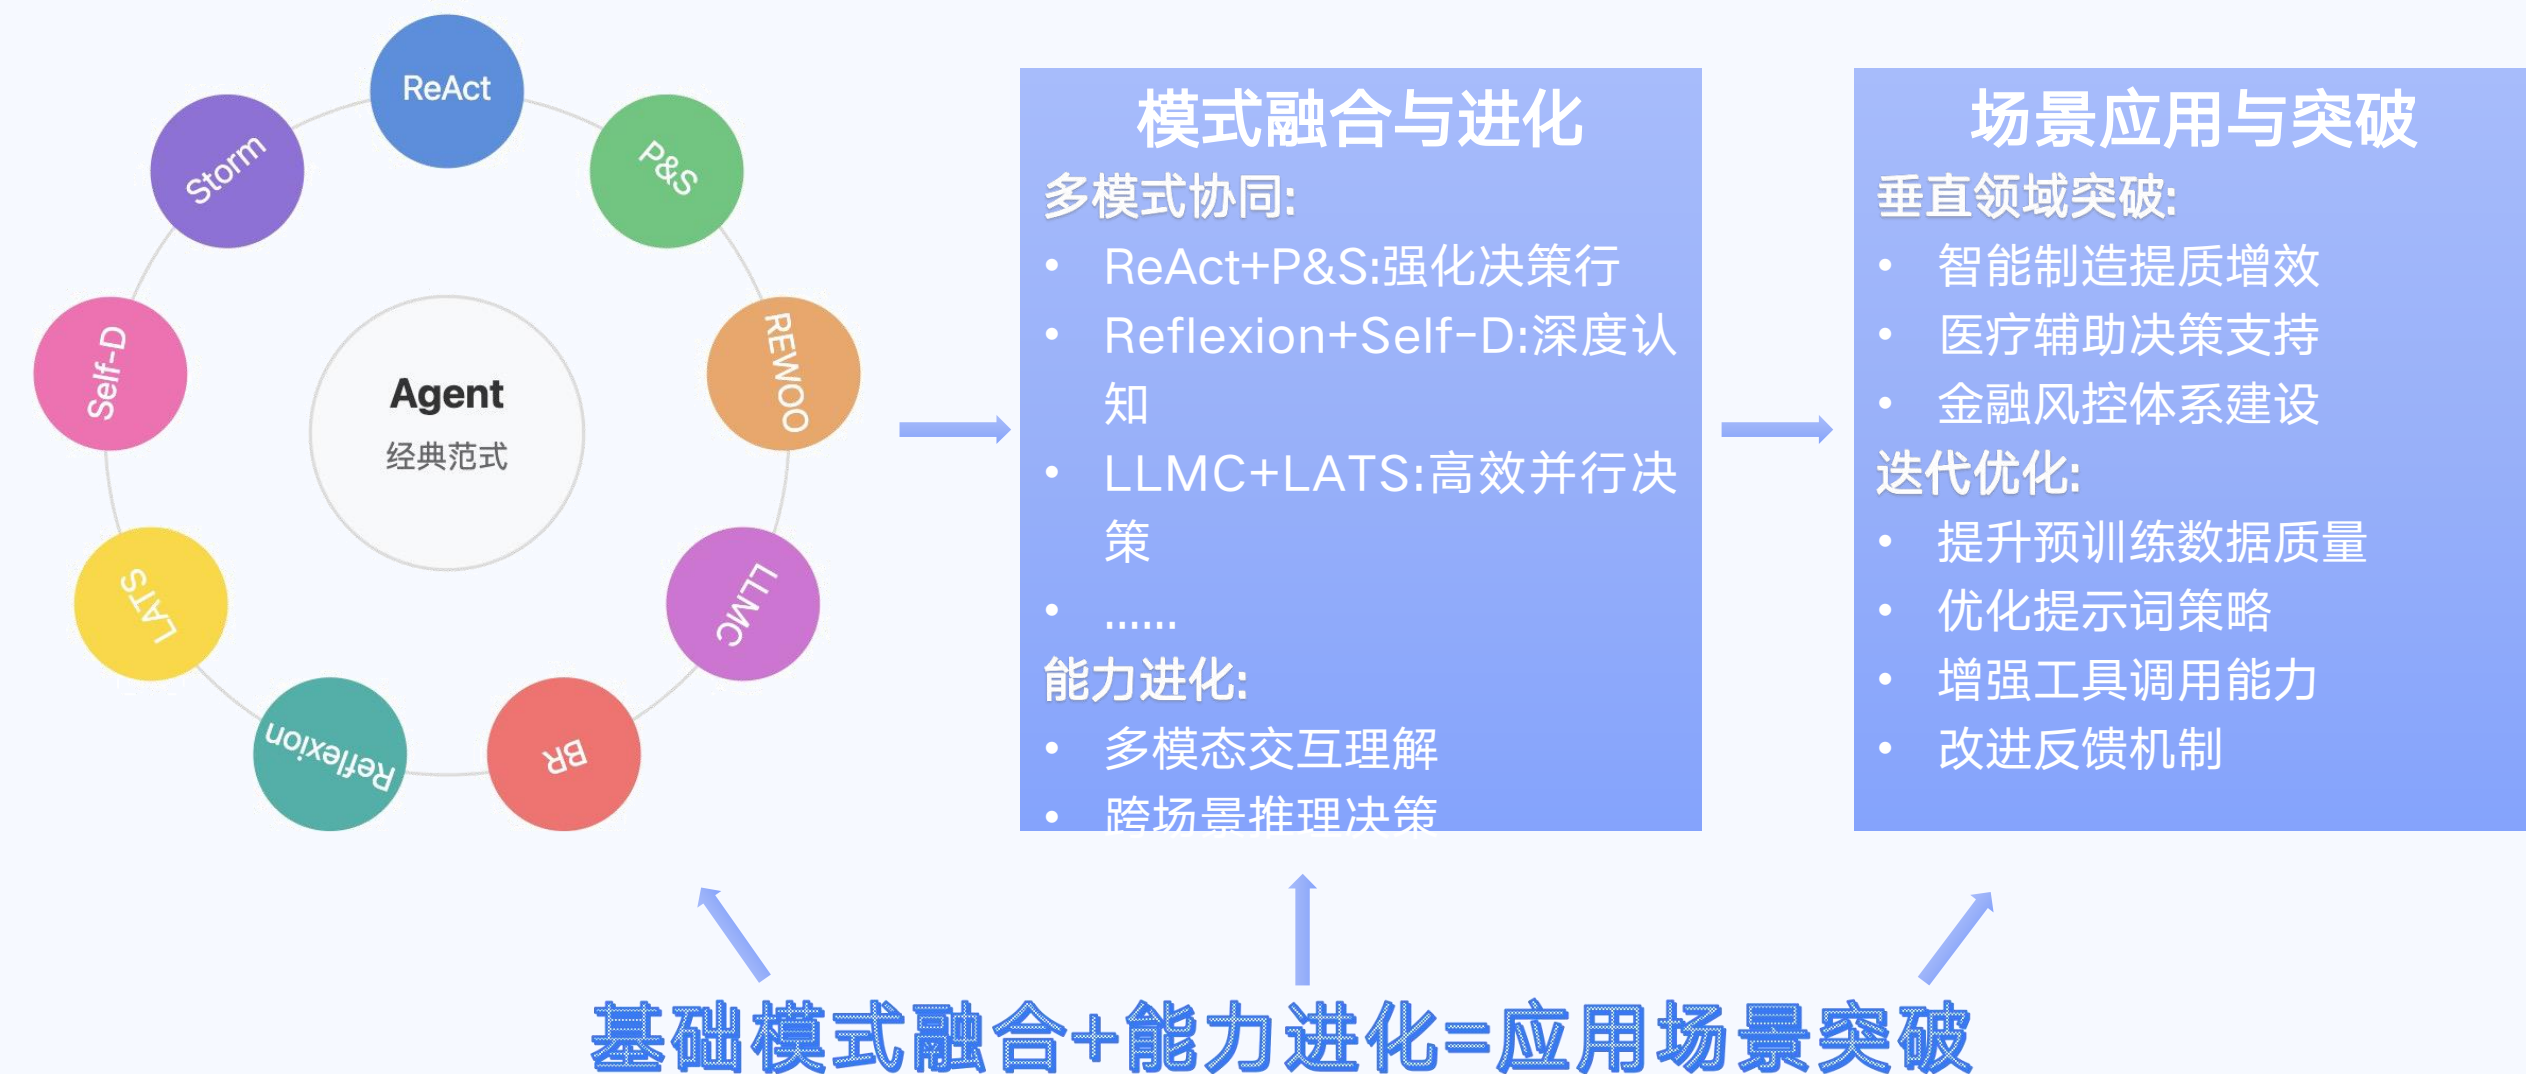 ReAct
P&S
REWOO
LLMC
BR
Reflexion
LATS
Self-D
Storm
Agent
经典范式
模式融合与进化
多模式协同:
• ReAct+P&S:强化决策行
• Reflexion+Self-D:深度认
知
• LLMC+LATS:高效并行决
策
• ......
能力进化:
• 多模态交互理解
• 跨场景推理决策
场景应用与突破
垂直领域突破:
• 智能制造提质增效
• 医疗辅助决策支持
• 金融风控体系建设
迭代优化:
• 提升预训练数据质量
• 优化提示词策略
• 增强工具调用能力
• 改进反馈机制
基础模式融合+能力进化=应用场景突破